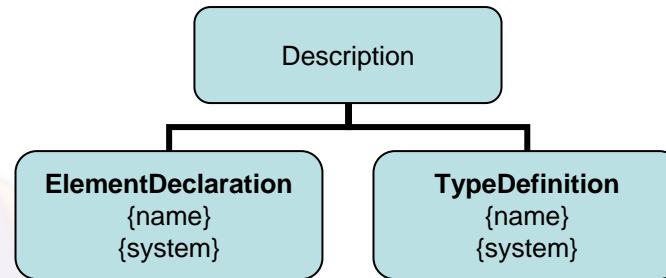 Description
ElementDeclaration
{name}
{system}
TypeDefinition
{name}
{system}